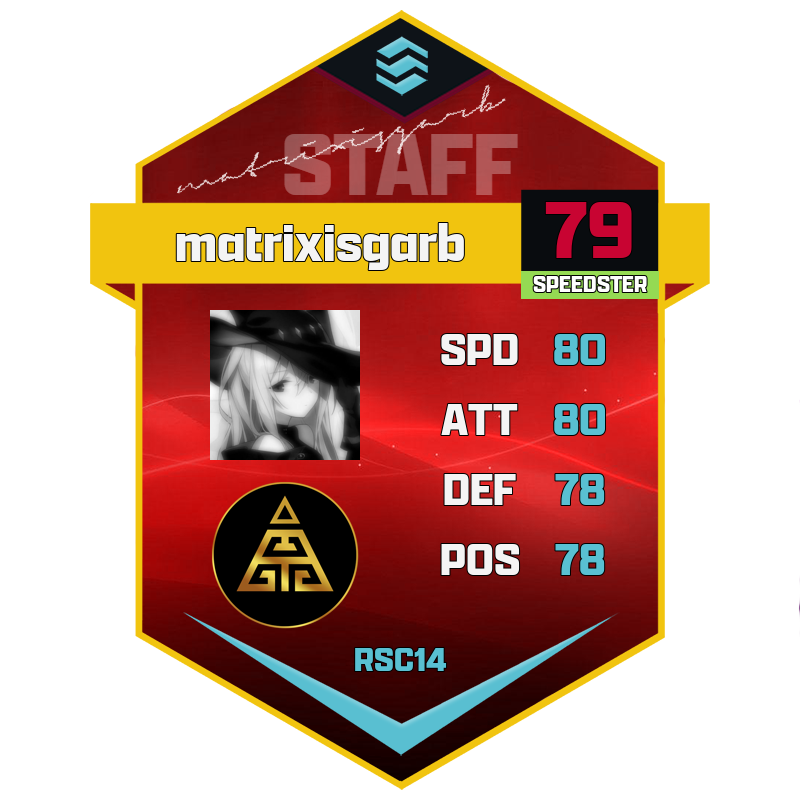 matrixisgarb
STAFF
matrixisgarb
79
SPEEDSTER
SPD 80
ATT 80
DEF 78
POS 78
RSC14